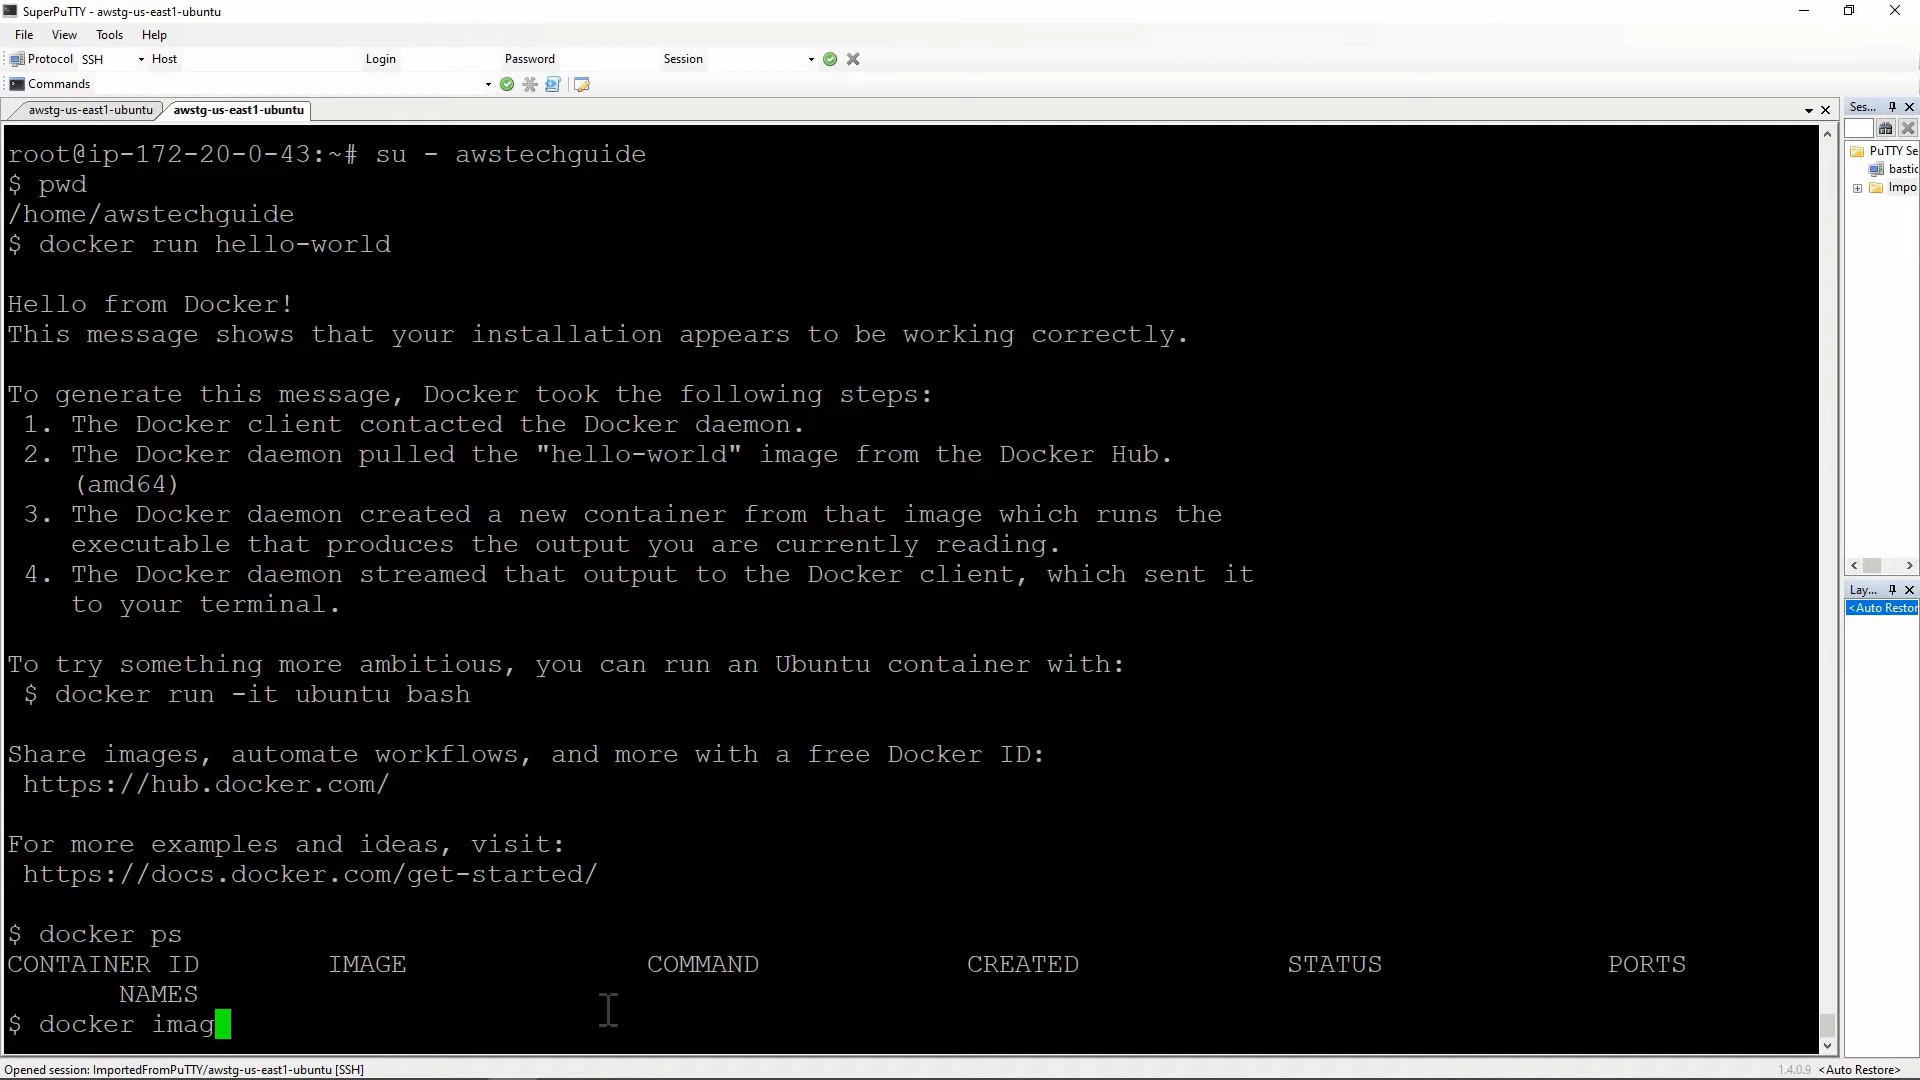 SuperPuTTY - awstg-us-east1-ubuntu
File View Tools Help
Protocol SSH Host Login Password Session
Commands
awstg-us-east1-ubuntu awstg-us-east1-ubuntu
Ses...
PuTTY Se
bastic
Impo
Lay...
<Auto Restor
root@ip-172-20-0-43:~# su - awstechguide
$ pwd
/home/awstechguide
$ docker run hello-world
Hello from Docker!
This message shows that your installation appears to be working correctly.
To generate this message, Docker took the following steps:
1. The Docker client contacted the Docker daemon.
2. The Docker daemon pulled the "hello-world" image from the Docker Hub.
(amd64)
3. The Docker daemon created a new container from that image which runs the
executable that produces the output you are currently reading.
4. The Docker daemon streamed that output to the Docker client, which sent it
to your terminal.
To try something more ambitious, you can run an Ubuntu container with:
$ docker run -it ubuntu bash
Share images, automate workflows, and more with a free Docker ID:
https://hub.docker.com/
For more examples and ideas, visit:
https://docs.docker.com/get-started/
$ docker ps
CONTAINER ID IMAGE COMMAND CREATED STATUS PORTS
NAMES
$ docker imag
Opened session: ImportedFromPuTTY/awstg-us-east1-ubuntu [SSH] 1.4.0.9 <Auto Restore>